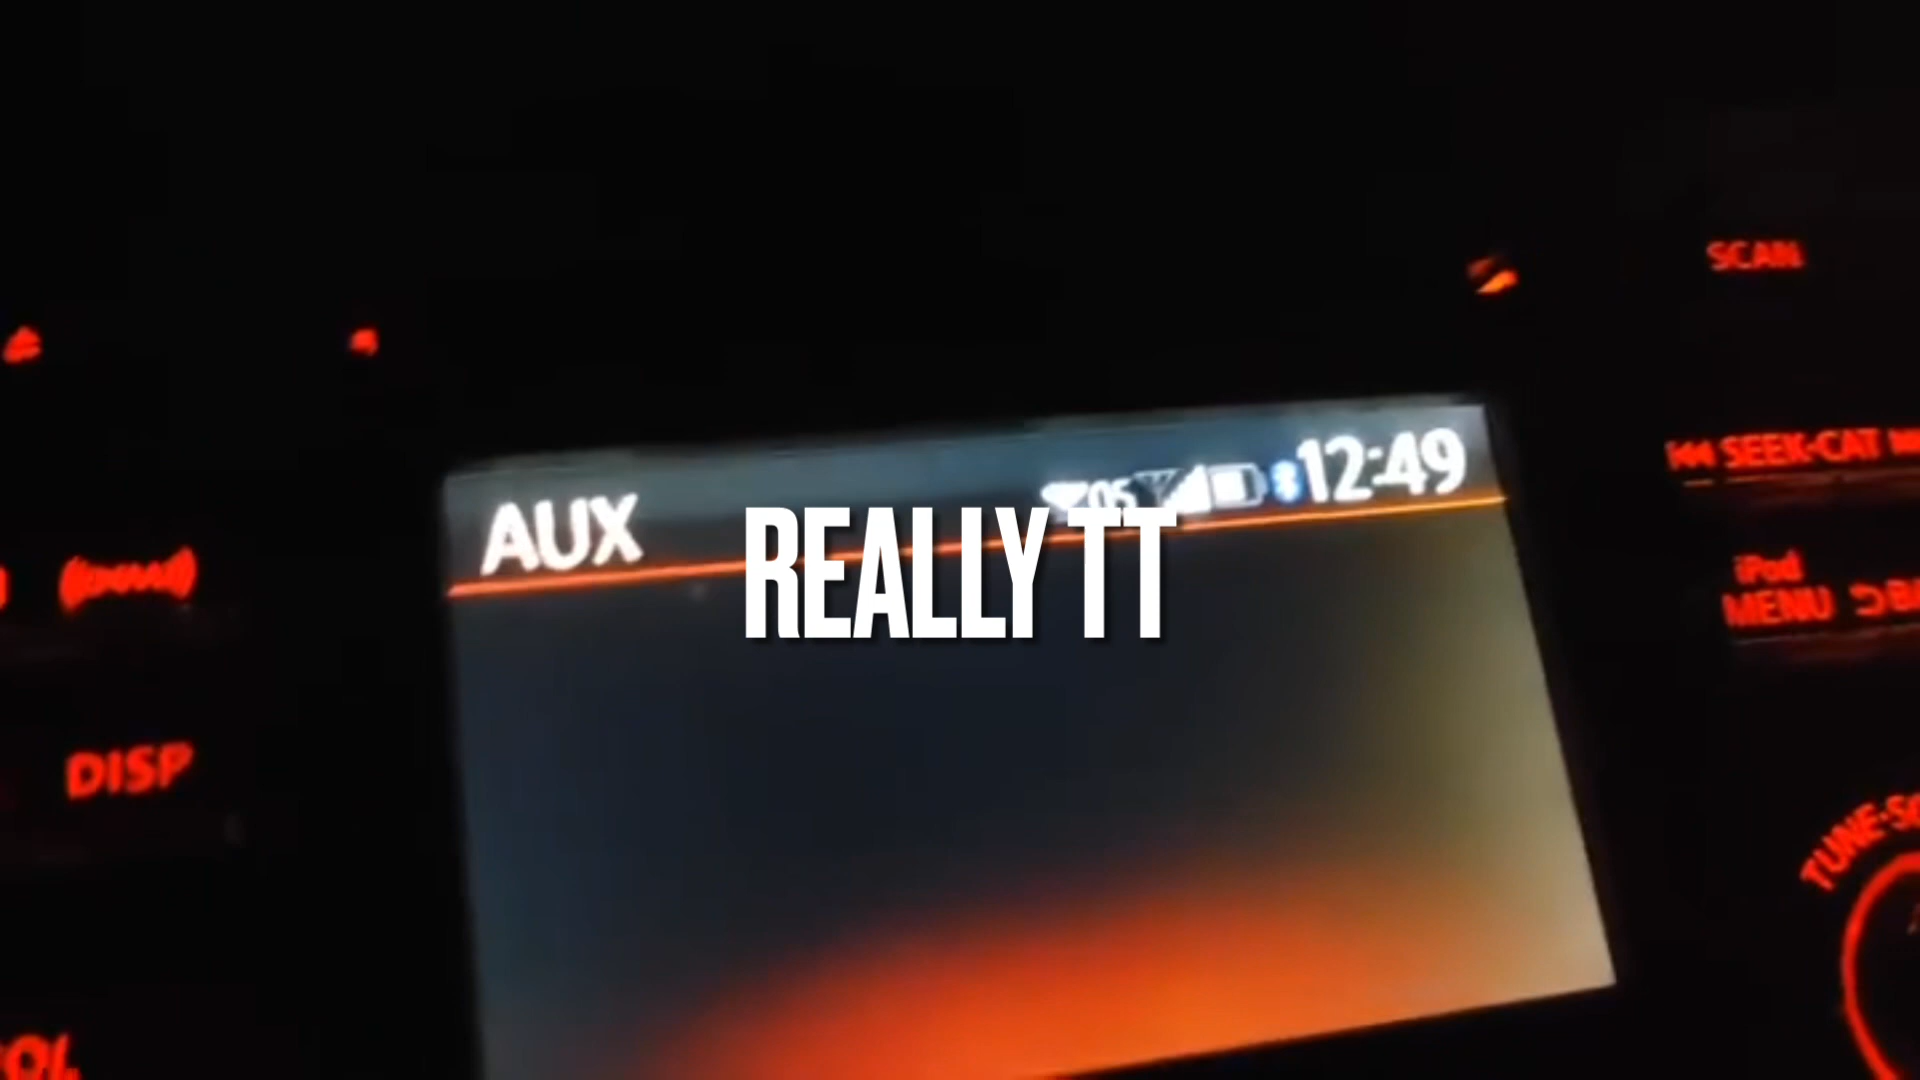 SCAN
12:49
AUX
REALLY TT
SEEK-CAT
iPod
MENU
DISP